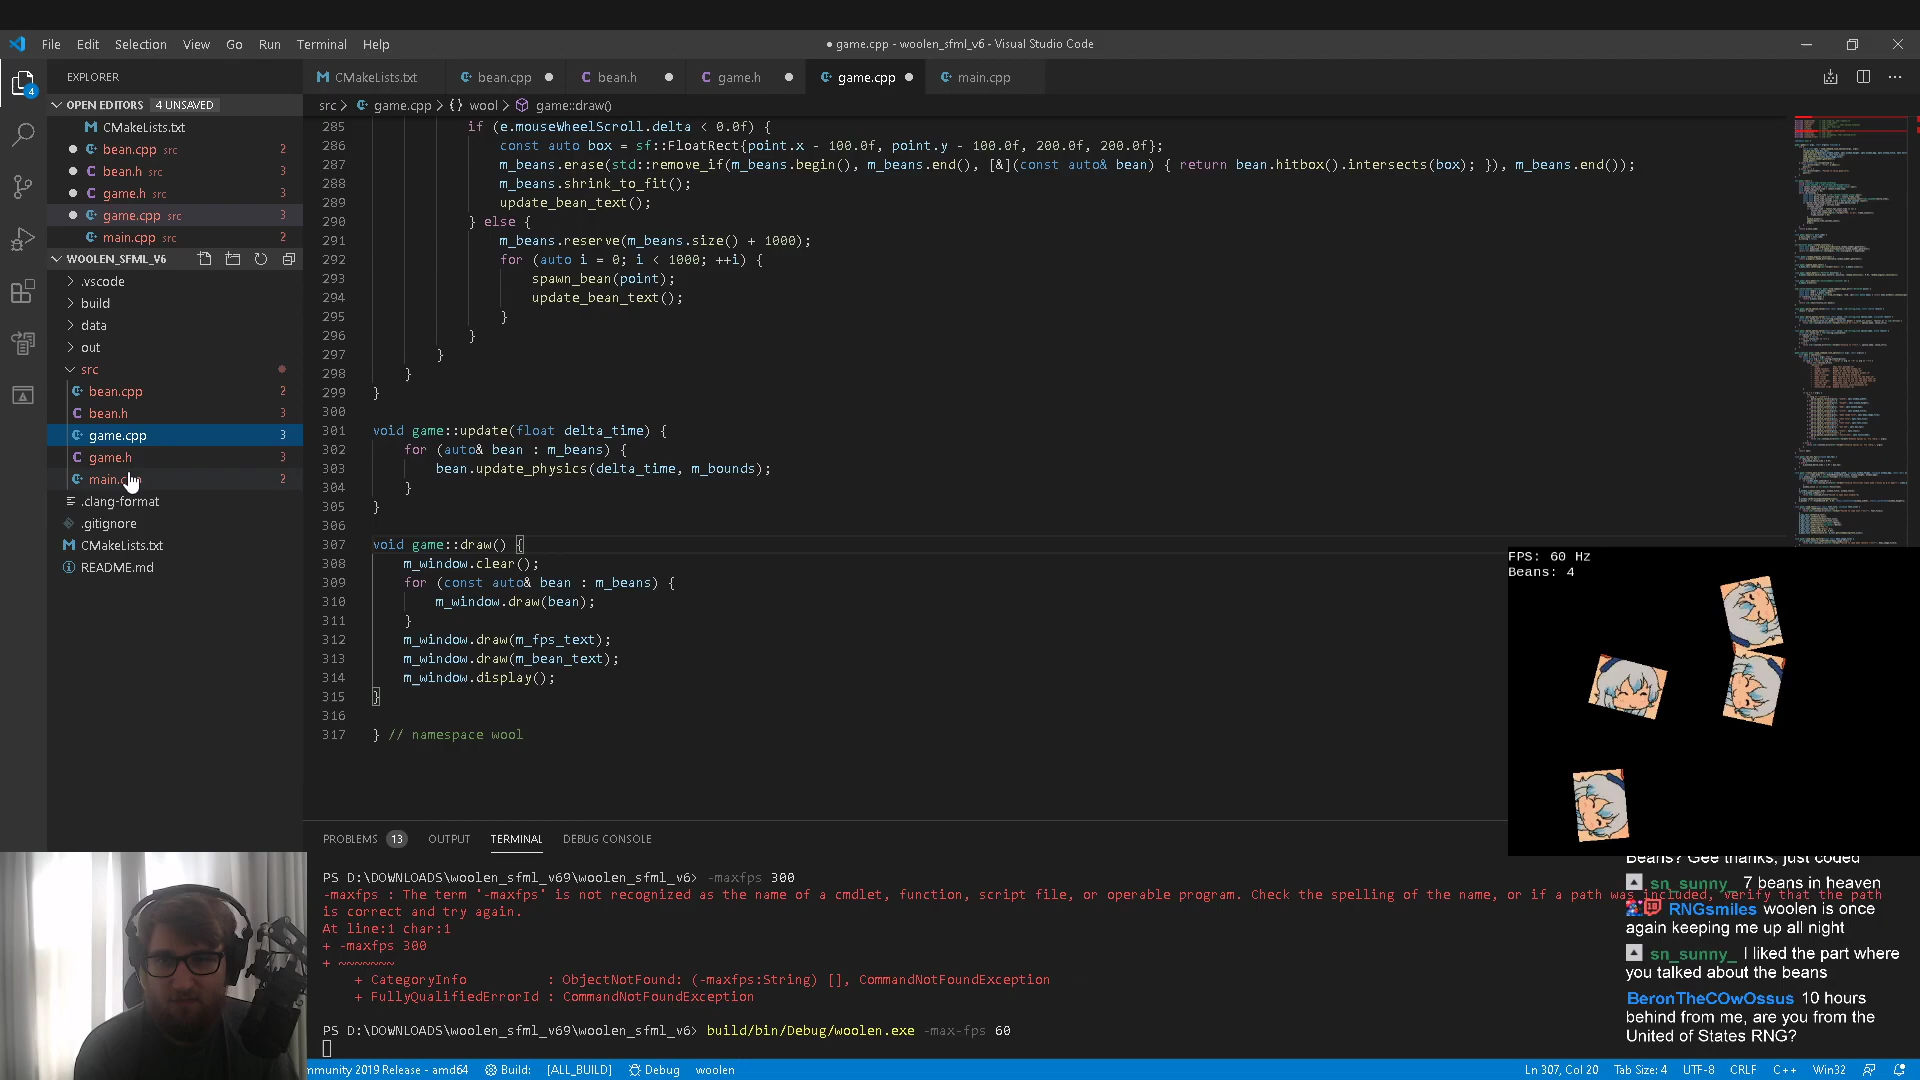 File Edit Selection View Go Run Terminal Help
● game.cpp - woolen_sfml_v6 - Visual Studio Code
EXPLORER
CMakeLists.txt bean.cpp bean.h game.h game.cpp main.cpp
OPEN EDITORS 4 UNSAVED
CMakeLists.txt
bean.cpp src 2
bean.h src 3
game.h src 3
game.cpp src 3
main.cpp src 2
WOOLEN_SFML_V6
.vscode
build
data
out
src
bean.cpp 2
bean.h 3
game.cpp 3
game.h 3
2
.clang-format
.gitignore
CMakeLists.txt
README.md
4
src > game.cpp > {} wool > game::draw()
285 if (e.mouseWheelScroll.delta < 0.0f) {
286 const auto box = sf::FloatRect{point.x - 100.0f, point.y - 100.0f, 200.0f, 200.0f};
287 m_beans.erase(std::remove_if(m_beans.begin(), m_beans.end(), [&](const auto& bean) { return bean.hitbox().intersects(box); }), m_beans.end());
288 m_beans.shrink_to_fit();
289 update_bean_text();
290 } else {
291 m_beans.reserve(m_beans.size() + 1000);
292 for (auto i = 0; i < 1000; ++i) {
293 spawn_bean(point);
294 update_bean_text();
295 }
296 }
297 }
298 }
299 }
300
301 void game::update(float delta_time) {
302 for (auto& bean : m_beans) {
303 bean.update_physics(delta_time, m_bounds);
304 }
305 }
306
307 void game::draw() {
308 m_window.clear();
309 for (const auto& bean : m_beans) {
310 m_window.draw(bean);
311 }
312 m_window.draw(m_fps_text);
313 m_window.draw(m_bean_text);
314 m_window.display();
315 }
316
317 } // namespace wool
FPS: 60 Hz
Beans: 4
PROBLEMS 13 OUTPUT TERMINAL DEBUG CONSOLE
PS D:\DOWNLOADS\woolen_sfml_v69\woolen_sfml_v6> -maxfps 300
-maxfps : The term '-maxfps' is not recognized as the name of a cmdlet, function, script file, or operable program. Check the spelling of the name, or if a path was included, verify that the path
is correct and try again.
At line:1 char:1
+ -maxfps 300
+ ~~~~~~~
+ CategoryInfo : ObjectNotFound: (-maxfps:String) [], CommandNotFoundException
+ FullyQualifiedErrorId : CommandNotFoundException
PS D:\DOWNLOADS\woolen_sfml_v69\woolen_sfml_v6> build/bin/Debug/woolen.exe -max-fps 60
Beans? Gee thanks, just coded
sn_sunny_ 7 beans in heaven
RNGsmiles woolen is once
again keeping me up all night
sn_sunny_ I liked the part where
you talked about the beans
BeronTheCOwOssus 10 hours
behind from me, are you from the
United of States RNG?
mmunity 2019 Release - amd64 Build: [ALL_BUILD] Debug woolen Ln 307, Col 20 Tab Size: 4 UTF-8 CRLF C++ Win32